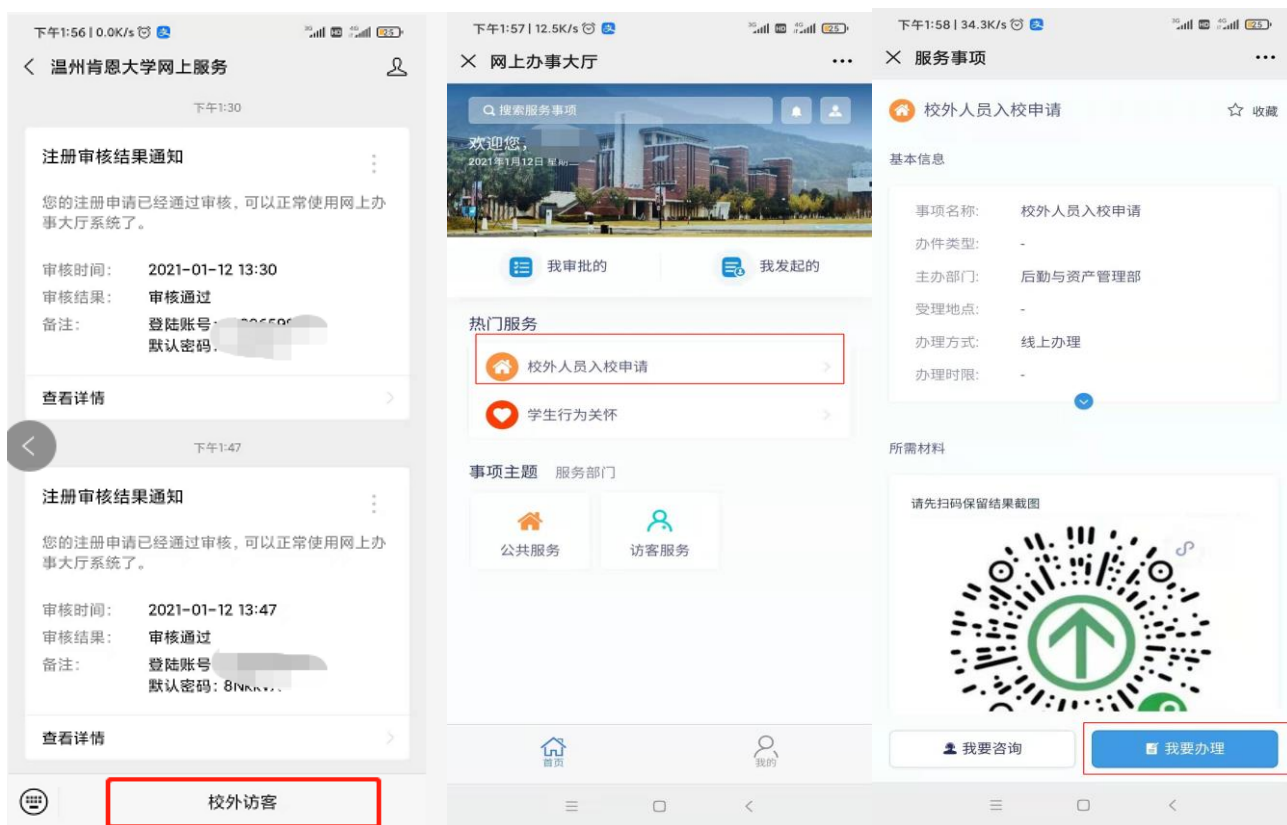 下午1:56 | 0.0K/s
温州肯恩大学网上服务
下午1:30
注册审核结果通知
您的注册申请已经通过审核，可以正常使用网上办
事大厅系统了。
审核时间： 2021-01-12 13:30
审核结果： 审核通过
备注： 登陆账号：
默认密码：
查看详情
下午1:47
注册审核结果通知
您的注册申请已经通过审核，可以正常使用网上办
事大厅系统了。
审核时间： 2021-01-12 13:47
审核结果： 审核通过
备注： 登陆账号
默认密码：
查看详情
校外访客
下午1:57 | 12.5K/s
网上办事大厅
搜索服务事项
欢迎您，
2021年1月12日 星期二
我审批的
我发起的
热门服务
校外人员入校申请
学生行为关怀
事项主题 服务部门
公共服务
访客服务
首页
我的
下午1:58 | 34.3K/s
服务事项
校外人员入校申请
收藏
基本信息
事项名称： 校外人员入校申请
办件类型： -
主办部门： 后勤与资产管理部
受理地点： -
办理方式： 线上办理
办理时限： -
所需材料
请先扫码保留结果截图
我要咨询
我要办理